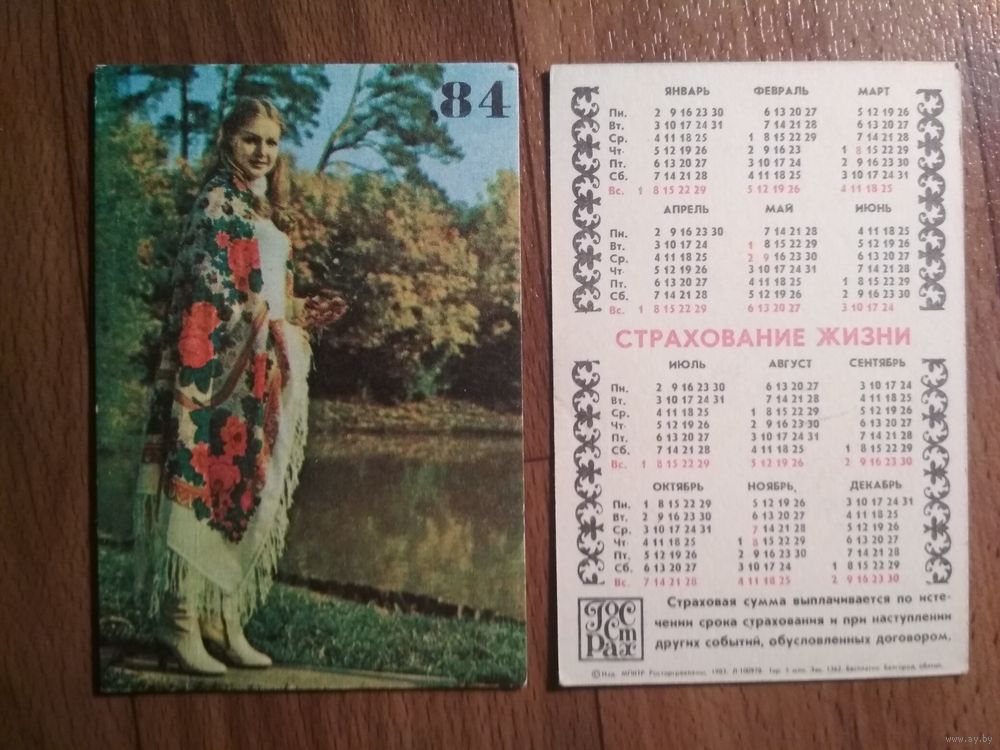 84
ЯНВАРЬ ФЕВРАЛЬ МАРТ
Пн. 2 9 16 23 30 6 13 20 27 5 12 19 26
Вт. 3 10 17 24 31 7 14 21 28 6 13 20 27
Ср. 4 11 18 25 1 8 15 22 29 7 14 21 28
Чт. 5 12 19 26 2 9 16 23 1 8 15 22 29
Пт. 6 13 20 27 3 10 17 24 2 9 16 23 30
Сб. 7 14 21 28 4 11 18 25 3 10 17 24 31
Вс. 1 8 15 22 29 5 12 19 26 4 11 18 25
АПРЕЛЬ МАЙ ИЮНЬ
Пн. 2 9 16 23 30 7 14 21 28 4 11 18 25
Вт. 3 10 17 24 1 8 15 22 29 5 12 19 26
Ср. 4 11 18 25 2 9 16 23 30 6 13 20 27
Чт. 5 12 19 26 3 10 17 24 31 7 14 21 28
Пт. 6 13 20 27 4 11 18 25 1 8 15 22 29
Сб. 7 14 21 28 5 12 19 26 2 9 16 23 30
Вс. 1 8 15 22 29 6 13 20 27 3 10 17 24
СТРАХОВАНИЕ ЖИЗНИ
ИЮЛЬ АВГУСТ СЕНТЯБРЬ
Пн. 2 9 16 23 30 6 13 20 27 3 10 17 24
Вт. 3 10 17 24 31 7 14 21 28 4 11 18 25
Ср. 4 11 18 25 1 8 15 22 29 5 12 19 26
Чт. 5 12 19 26 2 9 16 23 30 6 13 20 27
Пт. 6 13 20 27 3 10 17 24 31 7 14 21 28
Сб. 7 14 21 28 4 11 18 25 1 8 15 22 29
Вс. 1 8 15 22 29 5 12 19 26 2 9 16 23 30
ОКТЯБРЬ НОЯБРЬ ДЕКАБРЬ
Пн. 1 8 15 22 29 5 12 19 26 3 10 17 24 31
Вт. 2 9 16 23 30 6 13 20 27 4 11 18 25
Ср. 3 10 17 24 31 7 14 21 28 5 12 19 26
Чт. 4 11 18 25 1 8 15 22 29 6 13 20 27
Пт. 5 12 19 26 2 9 16 23 30 7 14 21 28
Сб. 6 13 20 27 3 10 17 24 1 8 15 22 29
Вс. 7 14 21 28 4 11 18 25 2 9 16 23 30
ГОС
СТ
РАХ
Страховая сумма выплачивается по исте-
чении срока страхования и при наступлении
других событий, обусловленных договором.
© Изд. МПИТР Росторгреклама, 1983. Тир. 1 млн. Зак. 1362. Бесплатно. Белгород, облтип.
www.ay.by